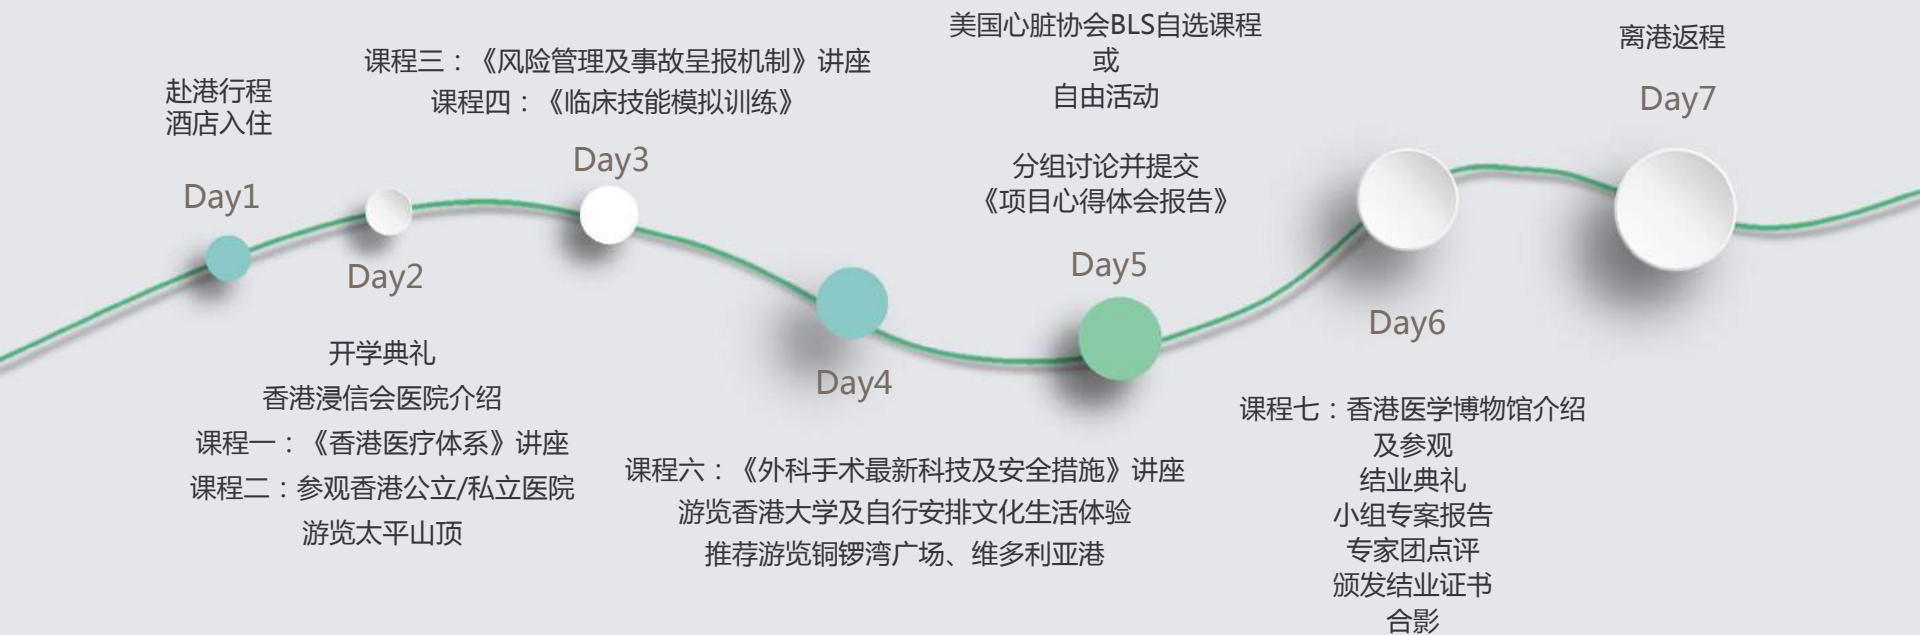 赴港行程
酒店入住
Day1
Day2
开学典礼
香港浸信会医院介绍
课程一：《香港医疗体系》讲座
课程二：参观香港公立/私立医院
游览太平山顶
课程三：《风险管理及事故呈报机制》讲座
课程四：《临床技能模拟训练》
Day3
Day4
课程六：《外科手术最新科技及安全措施》讲座
游览香港大学及自行安排文化生活体验
推荐游览铜锣湾广场、维多利亚港
美国心脏协会BLS自选课程
或
自由活动
分组讨论并提交
《项目心得体会报告》
Day5
Day6
课程七：香港医学博物馆介绍
及参观
结业典礼
小组专案报告
专家团点评
颁发结业证书
合影
离港返程
Day7